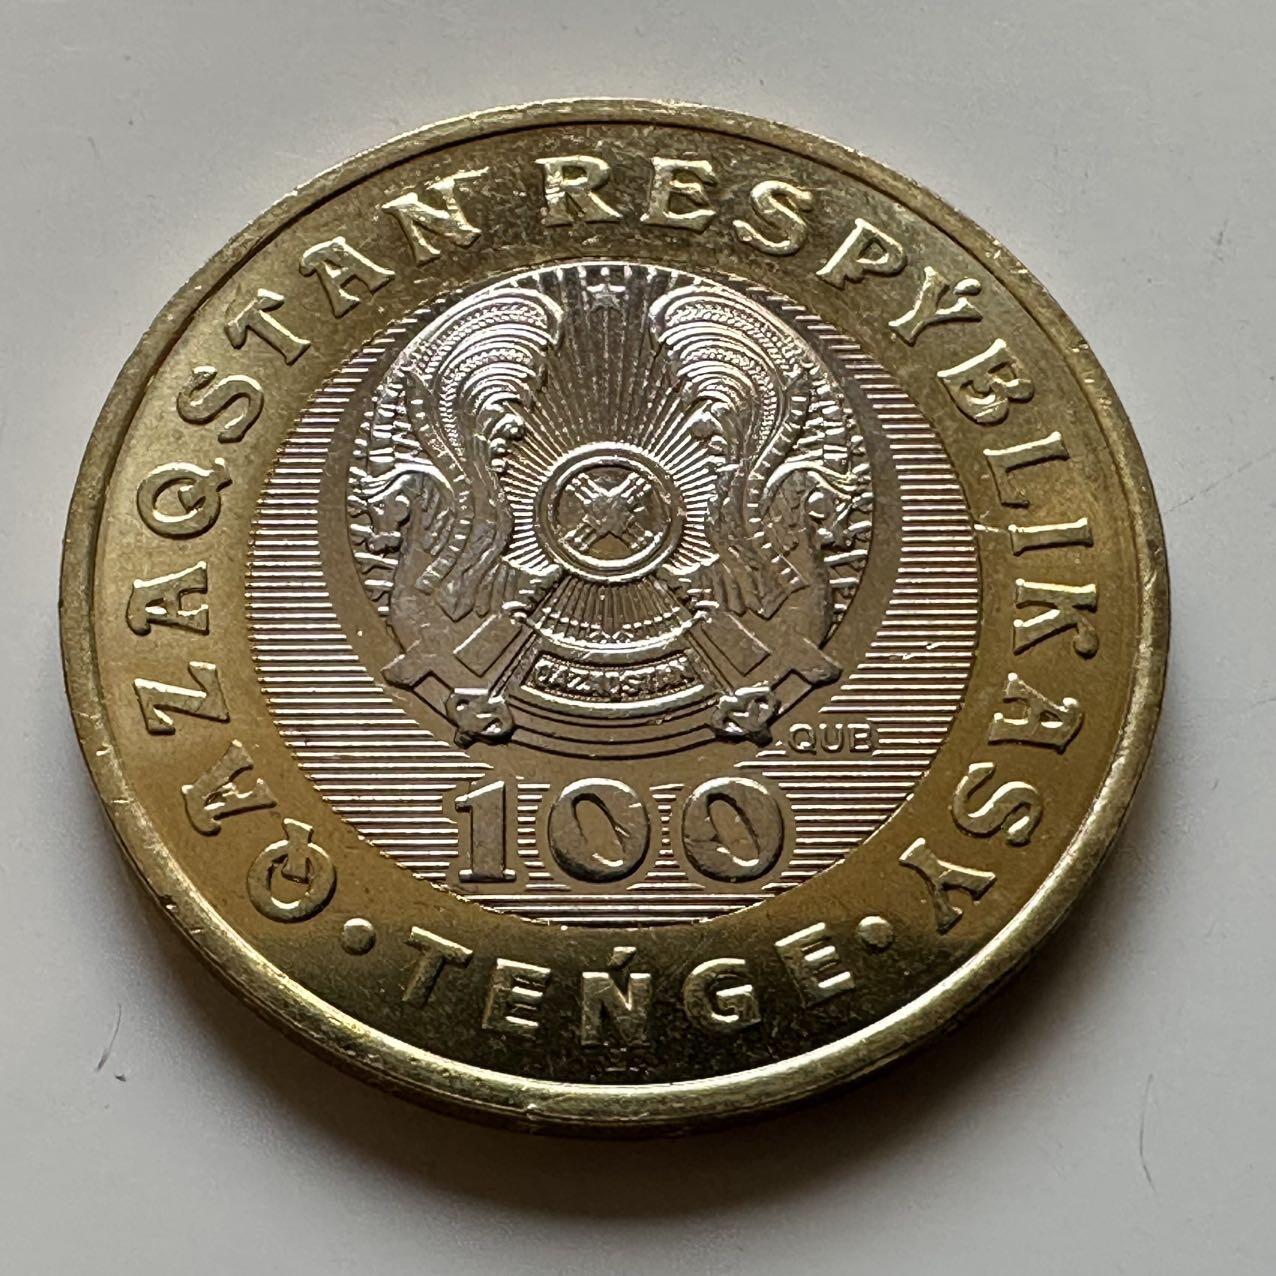 QAZAQSTAN RESPÝBLIKASY
QAZAQSTAN
QUB
100
• TEŃGE •